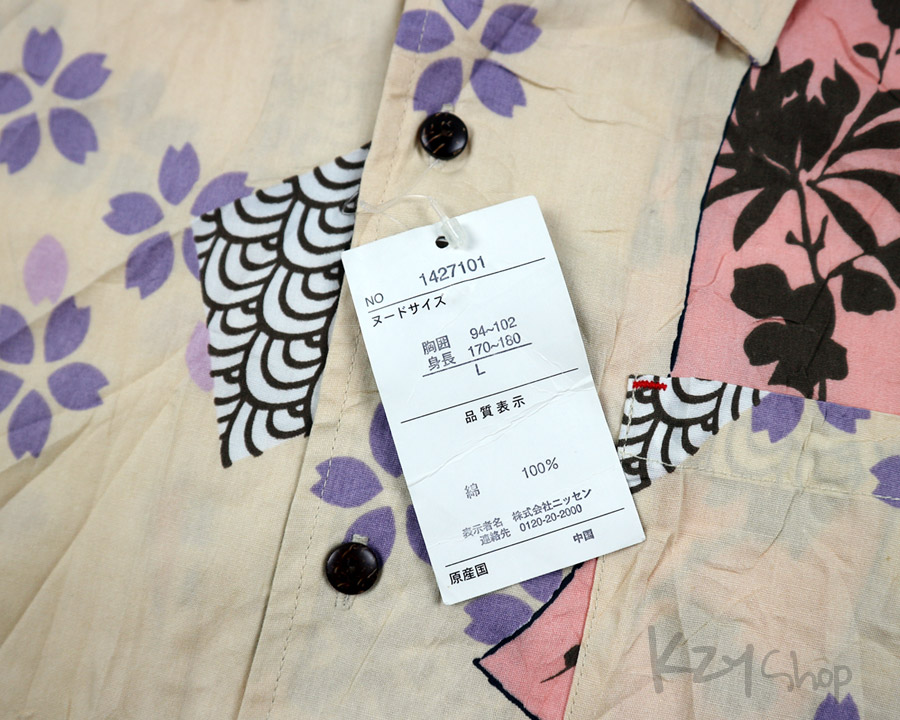 NO 1427101
ヌードサイズ
胸囲 94~102
身長 170~180
L
品質表示
綿 100%
表示者名 株式会社ニッセン
連絡先 0120-20-2000
原産国 中国
Kzy Shop